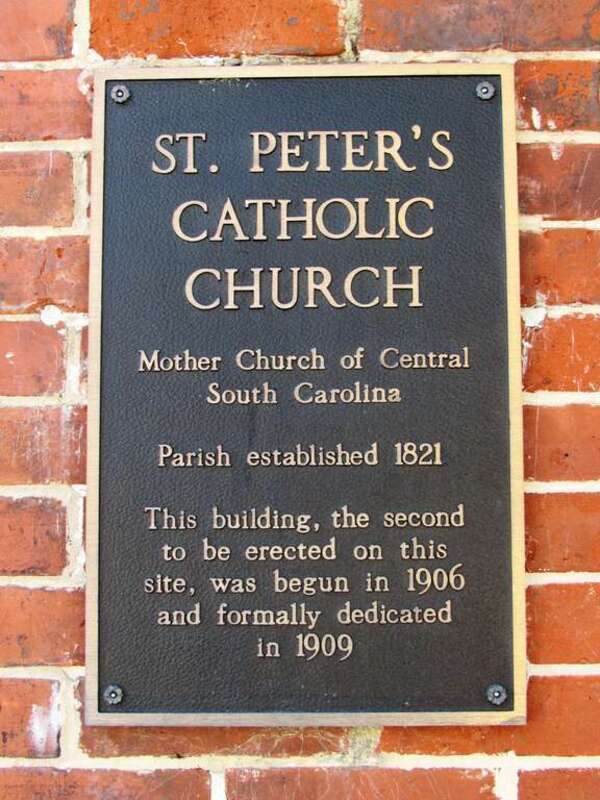 ST. PETER'S
CATHOLIC
CHURCH
Mother Church of Central
South Carolina
Parish established 1821
This building, the second
to be erected on this
site, was begun in 1906
and formally dedicated
in 1909